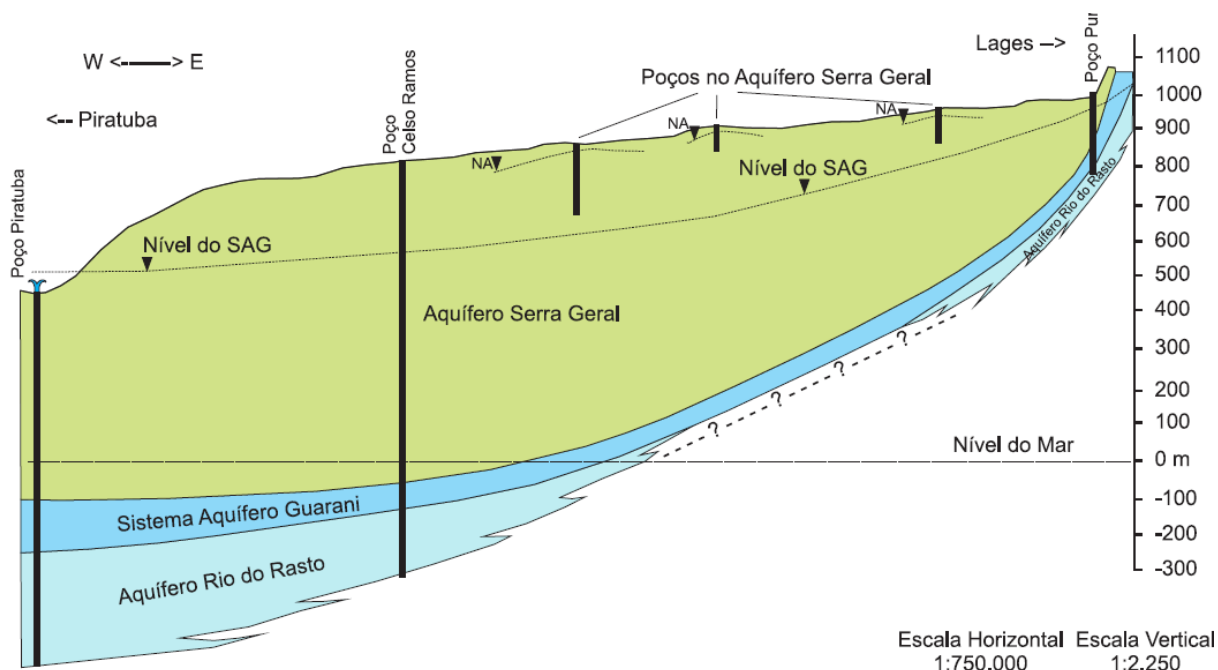 Lages -->
W <----> E
Poços no Aquífero Serra Geral
<-- Piratuba
Poço
Celso Ramos
Poço
NA
NA
NA
Nível do SAG
Nível do SAG
Poço Piratuba
Aquífero Serra Geral
Aquífero Rio do Rasto
?
?
?
?
Nível do Mar
Sistema Aquífero Guarani
Aquífero Rio do Rasto
1100
1000
900
800
700
600
500
400
300
200
100
0 m
-100
-200
-300
Escala Horizontal Escala Vertical
1:750.000 1:2.250